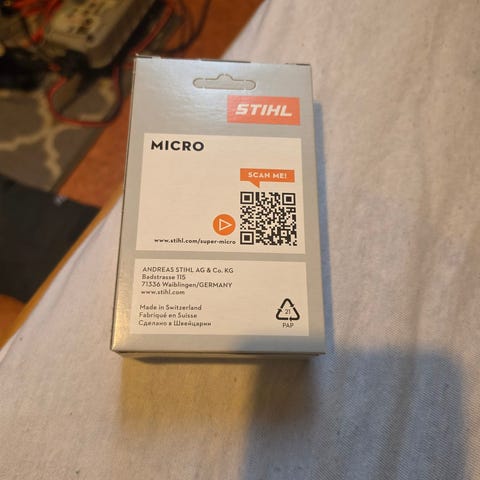 STIHL
MICRO
SCAN ME!
www.stihl.com/super-micro
ANDREAS STIHL AG & Co. KG
Badstrasse 115
71336 Waiblingen/GERMANY
www.stihl.com
Made in Switzerland
Fabriqué en Suisse
Сделано в Швейцарии
21
PAP